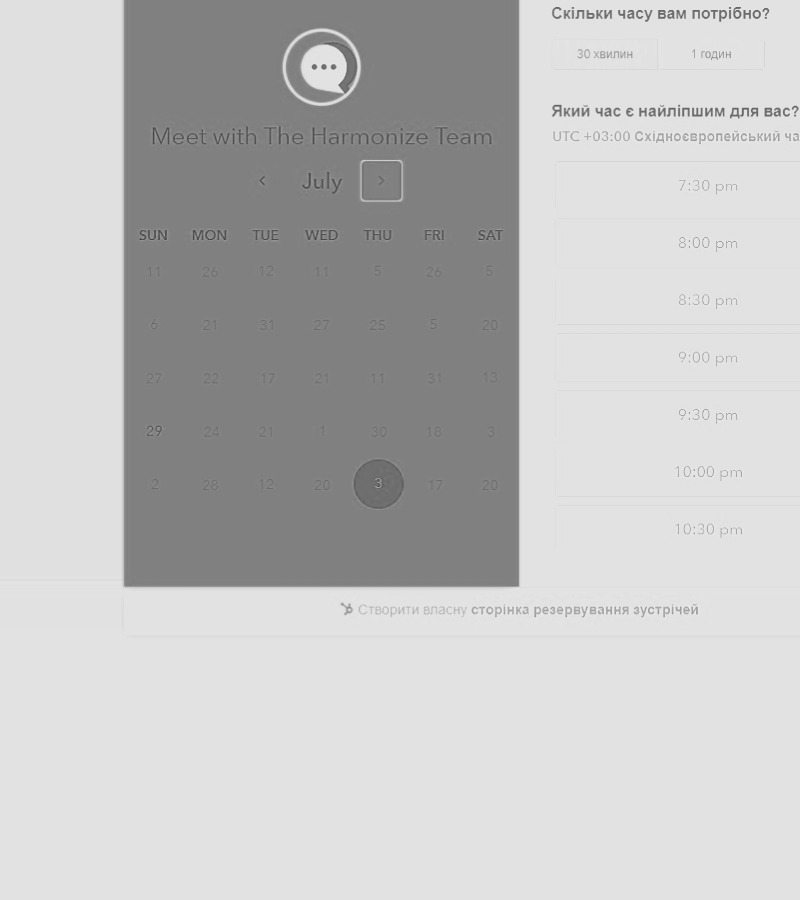 Meet with The Harmonize Team
July
SUN MON TUE WED THU FRI SAT
11 26 12 11 5 26 5
6 21 31 27 25 5 20
27 22 17 21 11 31 13
29 24 21 1 30 18 3
2 28 12 20 3 17 20
Скільки часу вам потрібно?
30 хвилин 1 годин
Який час є найліпшим для вас?
UTC +03:00 Східноєвропейський ча
7:30 pm
8:00 pm
8:30 pm
9:00 pm
9:30 pm
10:00 pm
10:30 pm
Створити власну сторінка резервування зустрічей